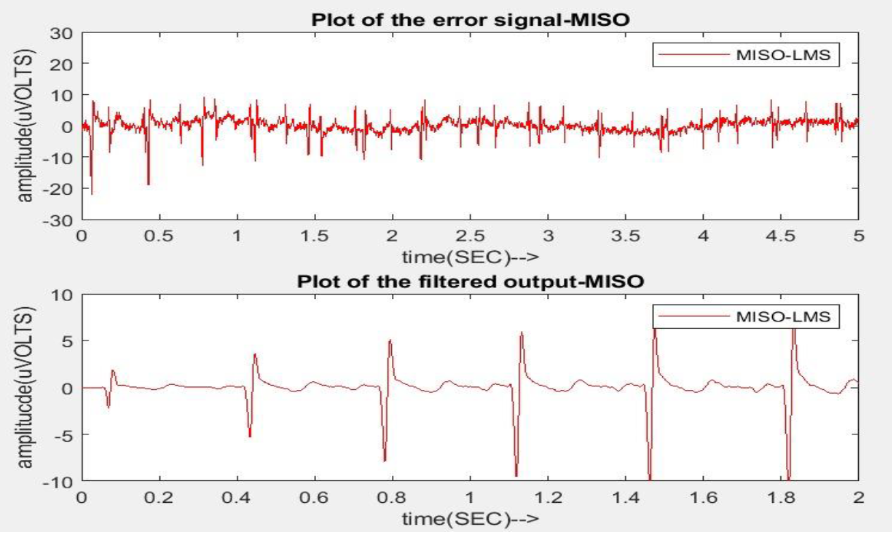 Plot of the error signal-MISO
30
20
10
0
-10
-20
-30
amplitude(uVOLTS)
MISO-LMS
0 0.5 1 1.5 2 2.5 3 3.5 4 4.5 5
time(SEC)-->
Plot of the filtered output-MISO
10
5
0
-5
-10
amplitucde(uVOLTS)
MISO-LMS
0 0.2 0.4 0.6 0.8 1 1.2 1.4 1.6 1.8 2
time(SEC)-->